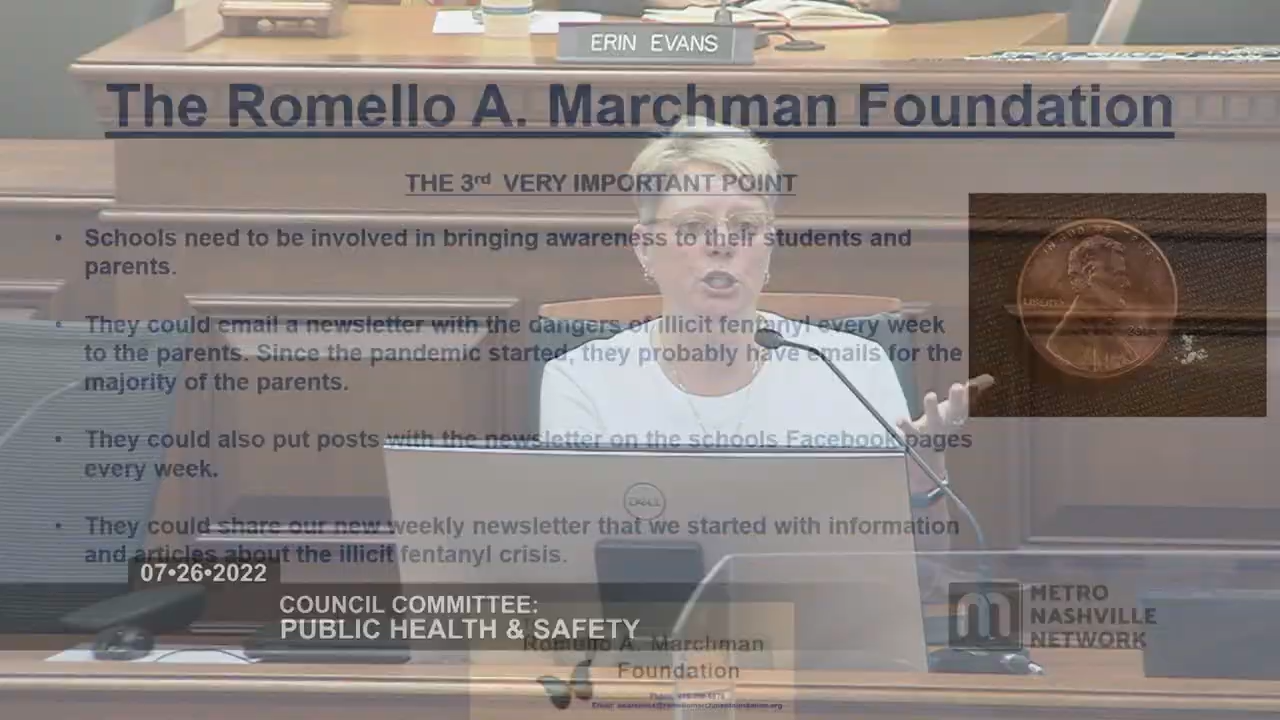 ERIN EVANS
The Romello A. Marchman Foundation
THE 3rd VERY IMPORTANT POINT
• Schools need to be involved in bringing awareness to their students and
parents.
• They could email a newsletter with the dangers of illicit fentanyl every week
to the parents. Since the pandemic started, they probably have emails for the
majority of the parents.
• They could also put posts with the newsletter on the schools Facebook pages
every week.
• They could share our new weekly newsletter that we started with information
and articles about the illicit fentanyl crisis.
LIBERTY
DELL
07•26•2022
COUNCIL COMMITTEE:
PUBLIC HEALTH & SAFETY
METRO
NASHVILLE
NETWORK
Romello A. Marchman
Foundation